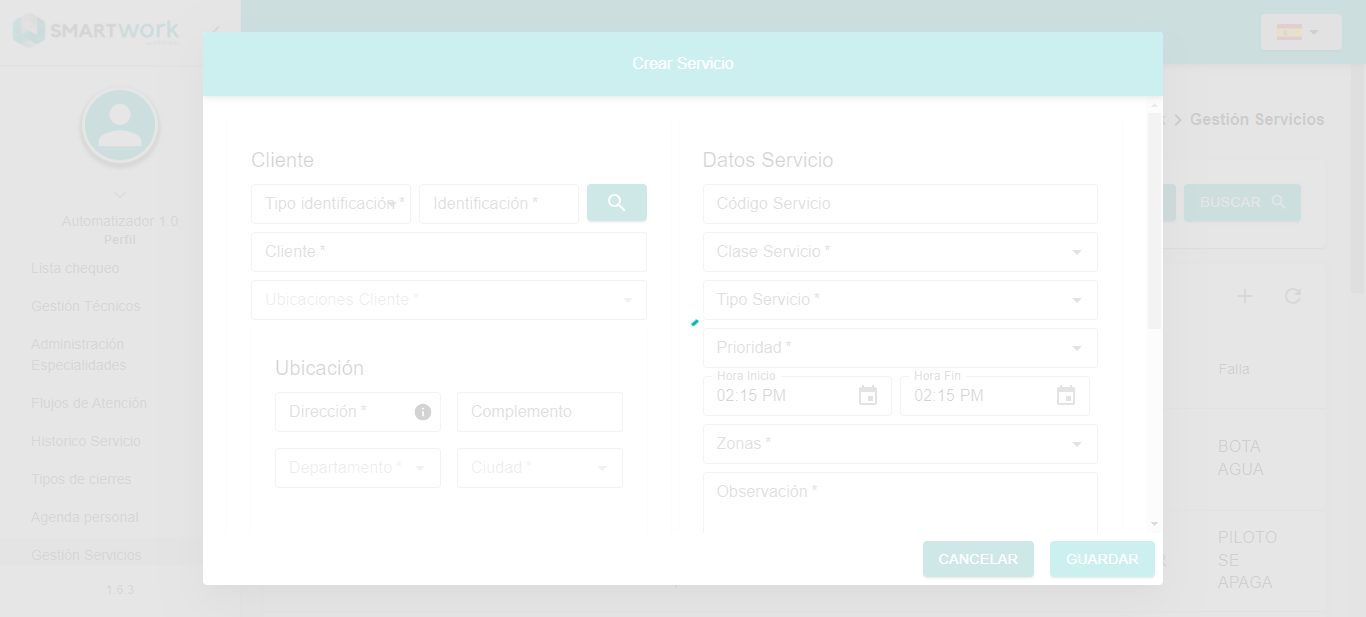 SMARTWORK
Crear Servicio
Gestión Servicios
Cliente
Datos Servicio
Tipo identificación *
Identificación *
Código Servicio
BUSCAR
Automatizador 1.0
Perfil
Cliente *
Clase Servicio *
Lista chequeo
Gestión Técnicos
Ubicaciones Cliente *
Tipo Servicio *
Administración
Especialidades
Prioridad *
Ubicación
Falla
Hora Inicio
Hora Fin
02:15 PM
02:15 PM
Flujos de Atención
Dirección *
Complemento
Historico Servicio
Zonas *
BOTA
AGUA
Departamento *
Ciudad *
Tipos de cierres
Observación *
Agenda personal
Gestión Servicios
PILOTO
SE
APAGA
CANCELAR
GUARDAR
1.6.3